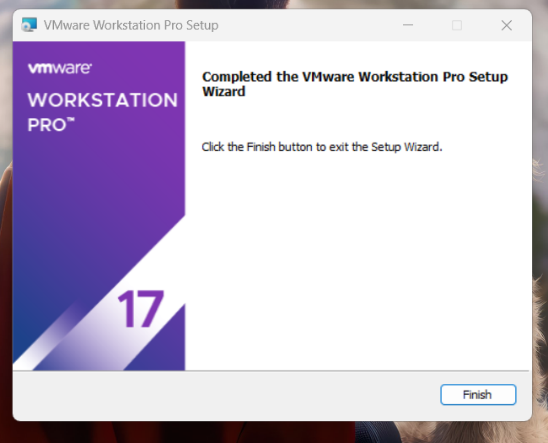 VMware Workstation Pro Setup
vmware®
WORKSTATION
PRO™
17
Completed the VMware Workstation Pro Setup
Wizard
Click the Finish button to exit the Setup Wizard.
Finish